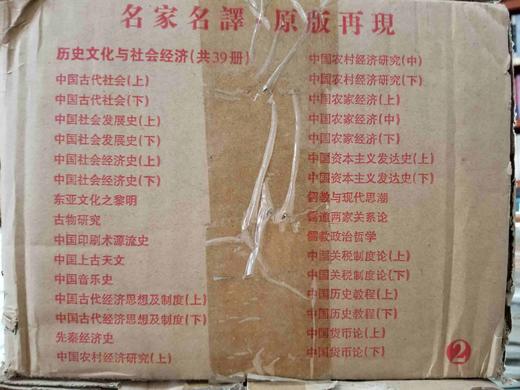 名家名譯 原版再現
历史文化与社会经济(共39册)
中国古代社会(上)
中国古代社会(下)
中国社会发展史(上)
中国社会发展史(下)
中国社会经济史(上)
中国社会经济史(下)
东亚文化之黎明
古物研究
中国印刷术源流史
中国上古天文
中国音乐史
中国古代经济思想及制度(上)
中国古代经济思想及制度(下)
先秦经济史
中国农村经济研究(上)
中国农村经济研究(中)
中国农村经济研究(下)
中国农家经济(上)
中国农家经济(中)
中国农家经济(下)
中国资本主义发达史(上)
中国资本主义发达史(下)
儒教与现代思潮
儒道两家关系论
儒教政治哲学
中国关税制度论(上)
中国关税制度论(下)
中国历史教程(上)
中国历史教程(下)
中国货币论(上)
中国货币论(下)
2